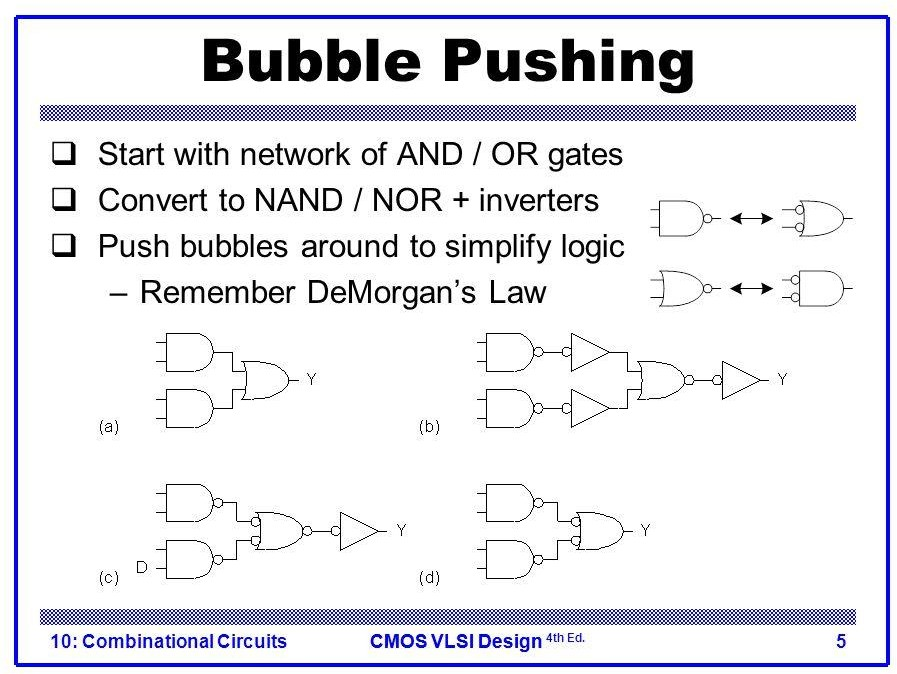 Bubble Pushing
❑ Start with network of AND / OR gates
❑ Convert to NAND / NOR + inverters
❑ Push bubbles around to simplify logic
– Remember DeMorgan's Law
Y
Y
(a)
(b)
Y
Y
D
(c)
(d)
10: Combinational Circuits
CMOS VLSI Design 4th Ed.
5